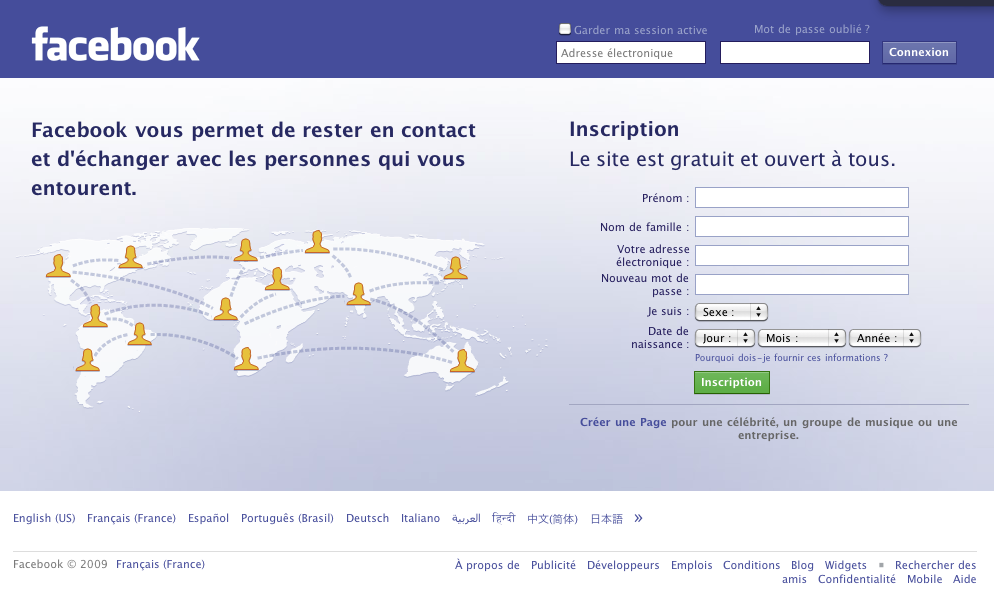 facebook
Garder ma session active
Mot de passe oublié ?
Adresse électronique
Connexion
Facebook vous permet de rester en contact
et d'échanger avec les personnes qui vous
entourent.
Inscription
Le site est gratuit et ouvert à tous.
Prénom :
Nom de famille :
Votre adresse
électronique :
Nouveau mot de
passe :
Je suis : Sexe :
Date de
naissance : Jour : Mois : Année :
Pourquoi dois-je fournir ces informations ?
Inscription
Créer une Page pour une célébrité, un groupe de musique ou une
entreprise.
English (US) Français (France) Español Português (Brasil) Deutsch Italiano العربية हिन्दी 中文(简体) 日本語 »
Facebook © 2009 Français (France)
À propos de Publicité Développeurs Emplois Conditions Blog Widgets ▪ Rechercher des
amis Confidentialité Mobile Aide